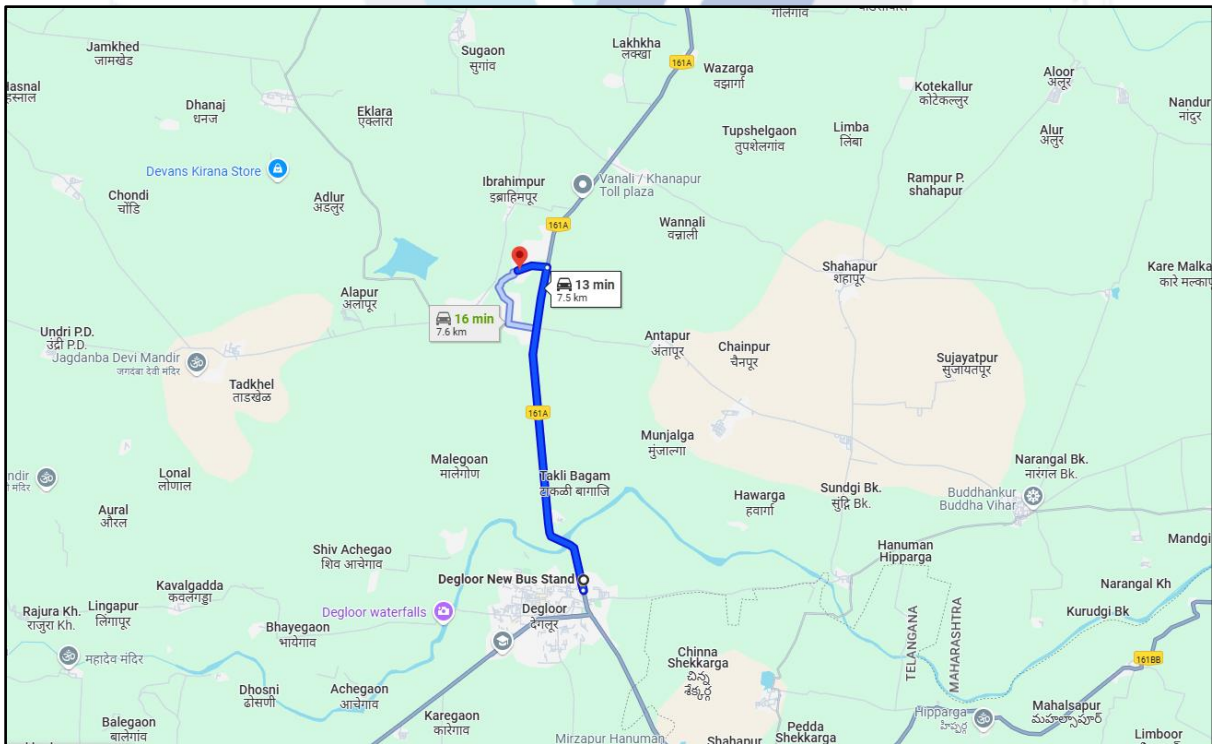 गलिगाव
Lakhkha
लक्खा
Sugaon
सुगांव
Jamkhed
जामखेड
161A
Wazarga
वझार्गा
Aloor
अलूर
Kotekallur
कोटेकल्लुर
Dhanaj
धनज
Eklara
एक्लारा
Nandur
नांदुर
Tupshelgaon
तुपशेलगांव
Limba
लिंबा
Alur
अलुर
Devans Kirana Store
Vanali / Khanapur
Toll plaza
Ibrahimpur
इब्राहिमपूर
Rampur P.
shahapur
Chondi
चोंडि
Adlur
अडलुर
161A
Wannali
वन्नाली
Shahapur
शहापूर
Kare Malka
13 min
7.5 km
Alapur
अलापूर
16 min
7.6 km
Undri P.D.
उंद्री P.D.
Antapur
अंतापूर
Chainpur
चैनपूर
Jagdanba Devi Mandir
जगदंबा देवी मंदिर
Sujayatpur
सुजायतपूर
Tadkhel
ताडखेळ
161A
Munjalga
मुंजाल्गा
Malegoan
मालेगोण
Narangal Bk.
नारंगल Bk.
Lonal
लोणाल
Takli Bagam
टाकळी बागाजि
Hawarga
हवार्गा
Sundgi Bk.
सुंद्गि Bk.
Buddhankur
Buddha Vihar
Aural
औरल
Hanuman
Hipparga
Mandgi
Shiv Achegao
शिव आचेगाव
Degloor New Bus Stand
Kavalgadda
कवलगड्डा
Narangal Kh
Rajura Kh.
राजुरा Kh.
Lingapur
लिंगापूर
Degloor waterfalls
Degloor
देगलूर
Kurudgi Bk
TELANGANA
MAHARASHTRA
Bhayegaon
भायेगाव
महादेव मंदिर
Chinna
Shekkarga
161BB
Dhosni
ढोसणी
Achegaon
आचेगाव
Karegaon
कारेगाव
Hipparga
Mahalsapur
Balegaon
बालेगांव
Pedda
Shekkarga
Mirzapur Hanuman
Shahapur
Limboor